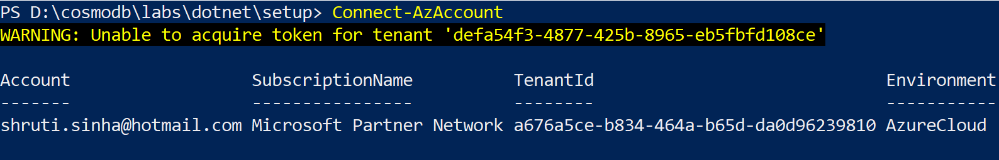 PS D:\cosmodb\labs\dotnet\setup> Connect-AzAccount
WARNING: Unable to acquire token for tenant 'defa54f3-4877-425b-8965-eb5fbfd108ce'
Account SubscriptionName TenantId Environment
------- ---------------- -------- -----------
shruti.sinha@hotmail.com Microsoft Partner Network a676a5ce-b834-464a-b65d-da0d96239810 AzureCloud